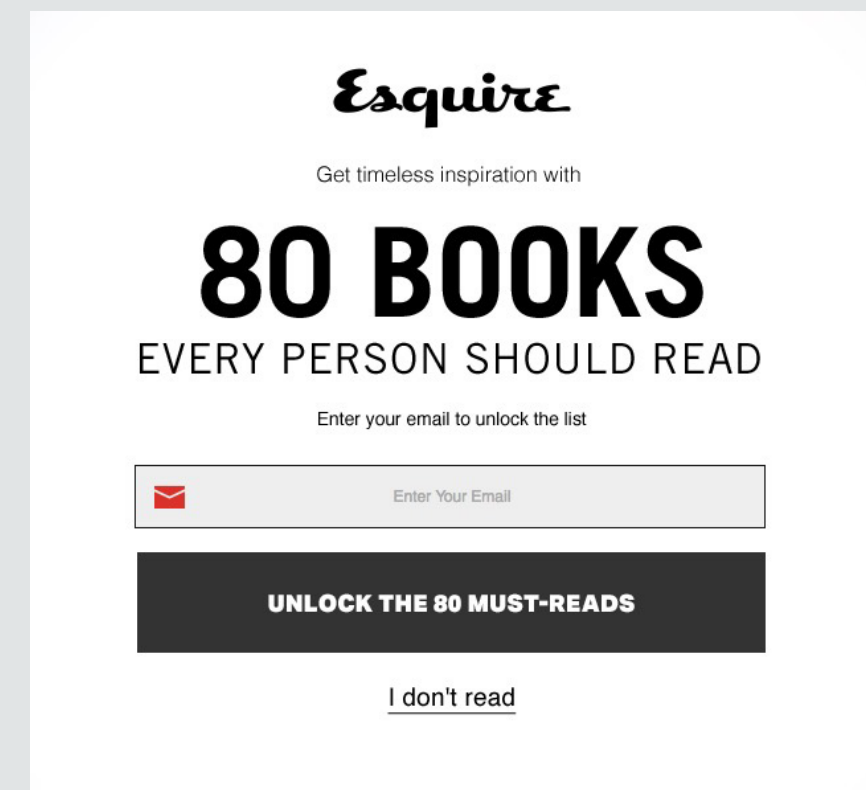 Esquire
Get timeless inspiration with
80 BOOKS
EVERY PERSON SHOULD READ
Enter your email to unlock the list
Enter Your Email
UNLOCK THE 80 MUST-READS
I don't read